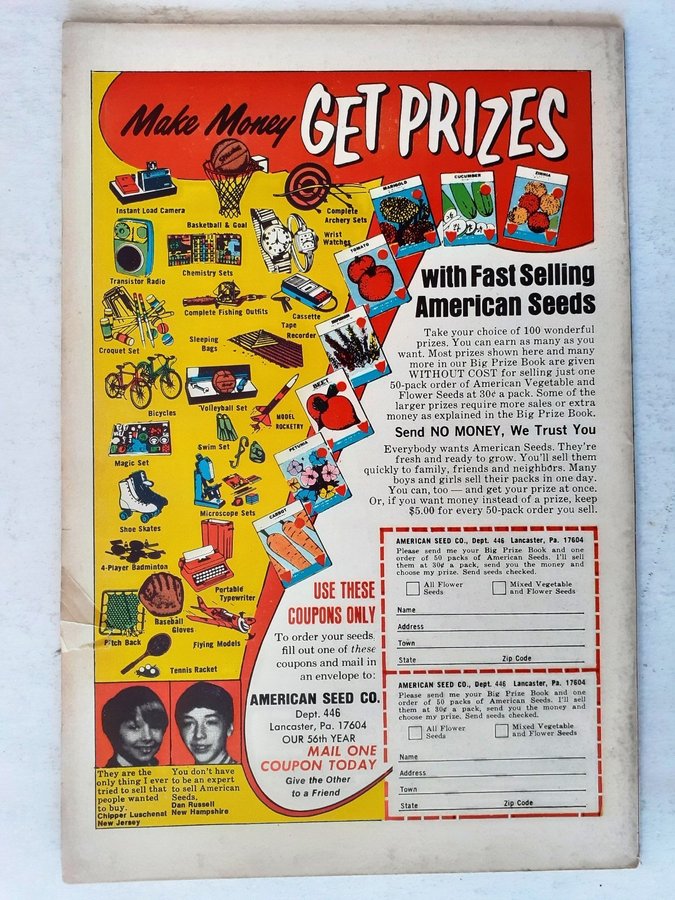 Make Money GET PRIZES
Instant Load Camera
Basketball & Goal
Complete
Archery Sets
Wrist
Watches
Transistor Radio
Chemistry Sets
Complete Fishing Outfits
Cassette
Tape
Recorder
Croquet Set
Sleeping
Bags
Bicycles
Volleyball Set
MODEL
ROCKETRY
Swim Set
Magic Set
Microscope Sets
Shoe Skates
4-Player Badminton
Portable
Typewriter
Pitch Back
Baseball
Gloves
Flying Models
Tennis Racket
MARIGOLD
CUCUMBER
ZINNIA
TOMATO
BEET
PETUNIA
CARROT
with Fast Selling
American Seeds
Take your choice of 100 wonderful
prizes. You can earn as many as you
want. Most prizes shown here and many
more in our Big Prize Book are given
WITHOUT COST for selling just one
50-pack order of American Vegetable and
Flower Seeds at 30¢ a pack. Some of the
larger prizes require more sales or extra
money as explained in the Big Prize Book.
Send NO MONEY, We Trust You
Everybody wants American Seeds. They're
fresh and ready to grow. You'll sell them
quickly to family, friends and neighbors. Many
boys and girls sell their packs in one day.
You can, too — and get your prize at once.
Or, if you want money instead of a prize, keep
$5.00 for every 50-pack order you sell.
USE THESE
COUPONS ONLY
To order your seeds,
fill out one of these
coupons and mail in
an envelope to:
AMERICAN SEED CO.
Dept. 446
Lancaster, Pa. 17604
OUR 56th YEAR
MAIL ONE
COUPON TODAY
Give the Other
to a Friend
AMERICAN SEED CO., Dept. 446 Lancaster, Pa. 17604
Please send me your Big Prize Book and one
order of 50 packs of American Seeds. I'll sell
them at 30¢ a pack, send you the money and
choose my prize. Send seeds checked.
All Flower
Seeds
Mixed Vegetable
and Flower Seeds
Name
Address
Town
State Zip Code
AMERICAN SEED CO., Dept. 446 Lancaster, Pa. 17604
Please send me your Big Prize Book and one
order of 50 packs of American Seeds. I'll sell
them at 30¢ a pack, send you the money and
choose my prize. Send seeds checked.
All Flower
Seeds
Mixed Vegetable
and Flower Seeds
Name
Address
Town
State Zip Code
They are the
only thing I ever
tried to sell that
people wanted
to buy.
Chipper Luschenat
New Jersey
You don't have
to be an expert
to sell American
Seeds.
Dan Russell
New Hampshire